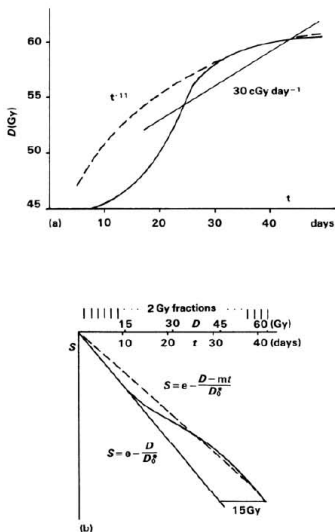 60
55
50
45
D(Gy)
t·¹¹
30 cGy day⁻¹
t
(a)
10
20
30
40
days
2 Gy fractions
15
30
D
45
60
(Gy)
10
20
t
30
40
(days)
S
S=e-
D-mt
D₀*
S=e-
D
D₀*
15Gy
(b)